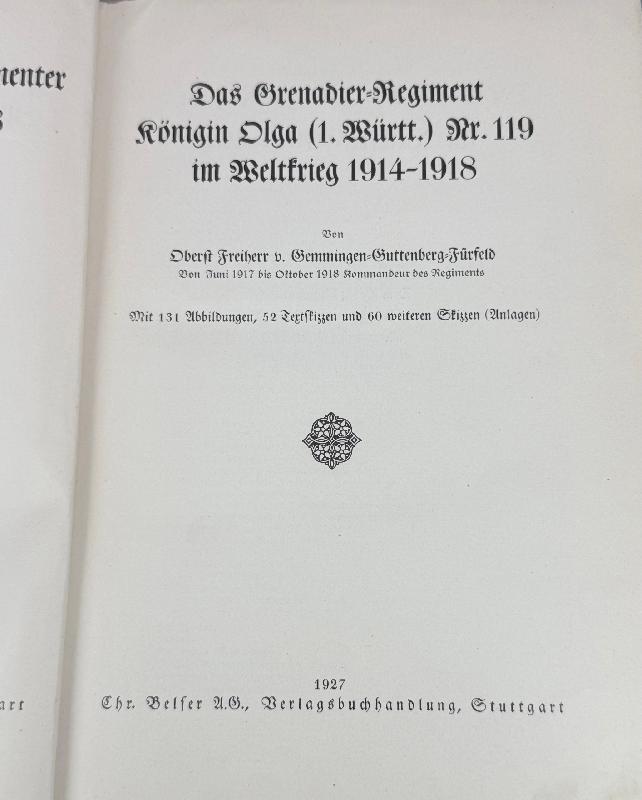 nenter
Das Grenadier-Regiment
Königin Olga (1. Württ.) Nr. 119
im Weltkrieg 1914-1918
Von
Oberst Freiherr v. Gemmingen-Guttenberg-Fürfeld
Von Juni 1917 bis Oktober 1918 Kommandeur des Regiments
Mit 131 Abbildungen, 52 Textskizzen und 60 weiteren Skizzen (Anlagen)
1927
art
Chr. Belser A.G., Verlagsbuchhandlung, Stuttgart